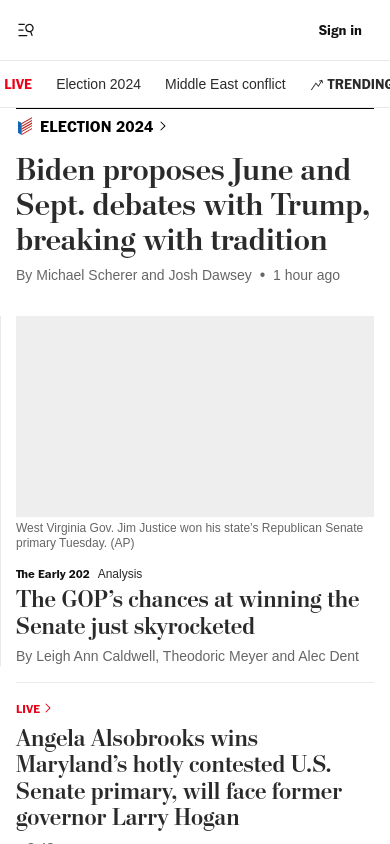 Sign in
LIVE
Election 2024
Middle East conflict
TRENDING
ELECTION 2024
Biden proposes June and
Sept. debates with Trump,
breaking with tradition
By Michael Scherer and Josh Dawsey • 1 hour ago
West Virginia Gov. Jim Justice won his state's Republican Senate
primary Tuesday. (AP)
The Early 202 Analysis
The GOP's chances at winning the
Senate just skyrocketed
By Leigh Ann Caldwell, Theodoric Meyer and Alec Dent
LIVE
Angela Alsobrooks wins
Maryland's hotly contested U.S.
Senate primary, will face former
governor Larry Hogan